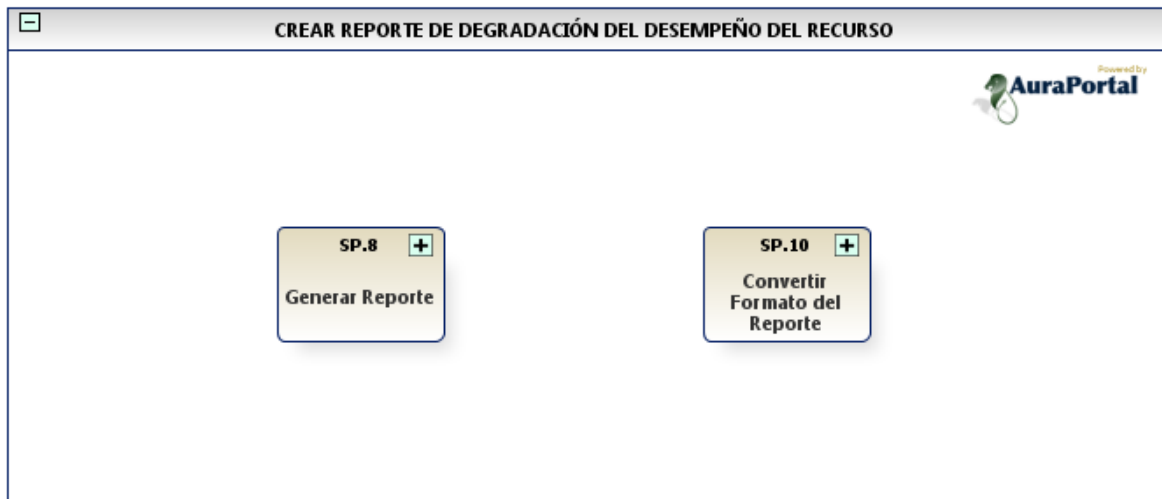 CREAR REPORTE DE DEGRADACIÓN DEL DESEMPEÑO DEL RECURSO
Powered by
AuraPortal
SP.8
Generar Reporte
SP.10
Convertir
Formato del
Reporte